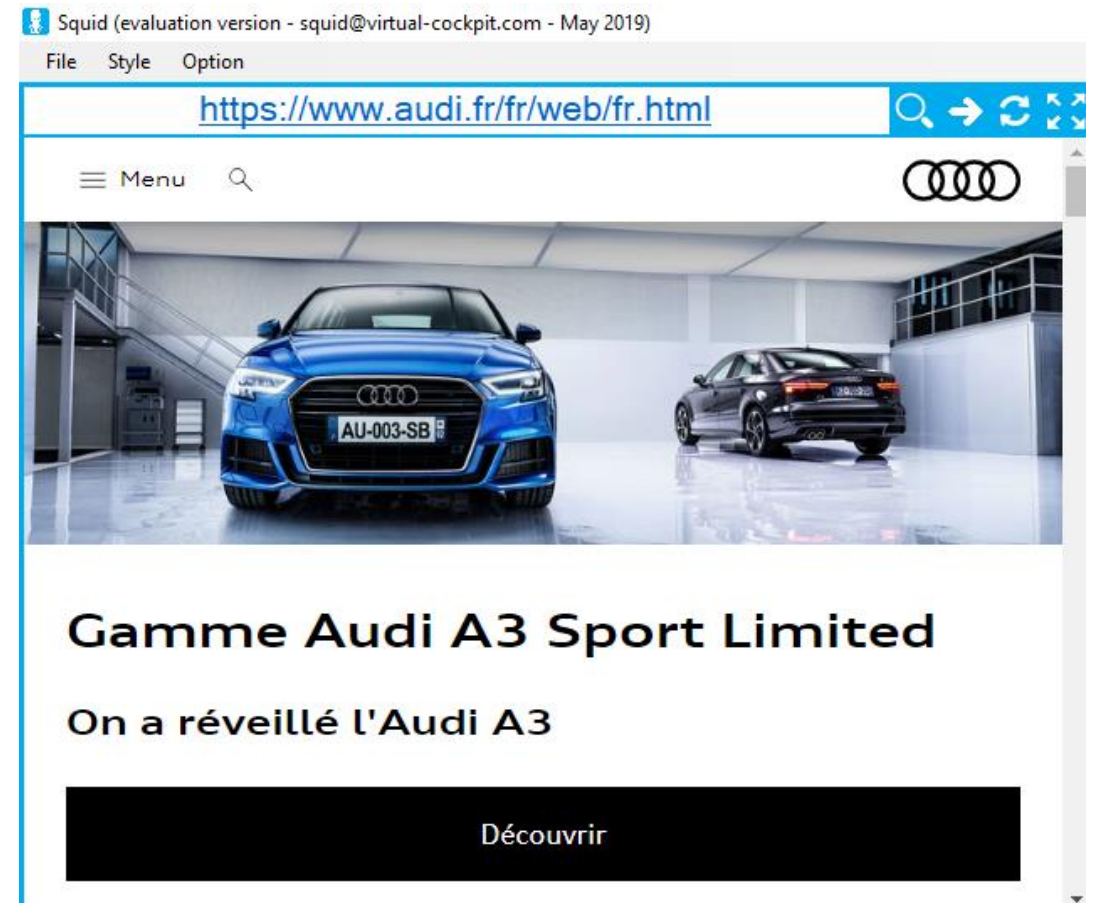 Squid (evaluation version - squid@virtual-cockpit.com - May 2019)
File Style Option
https://www.audi.fr/fr/web/fr.html
Menu
AU-003-SB
Gamme Audi A3 Sport Limited
On a réveillé l'Audi A3
Découvrir